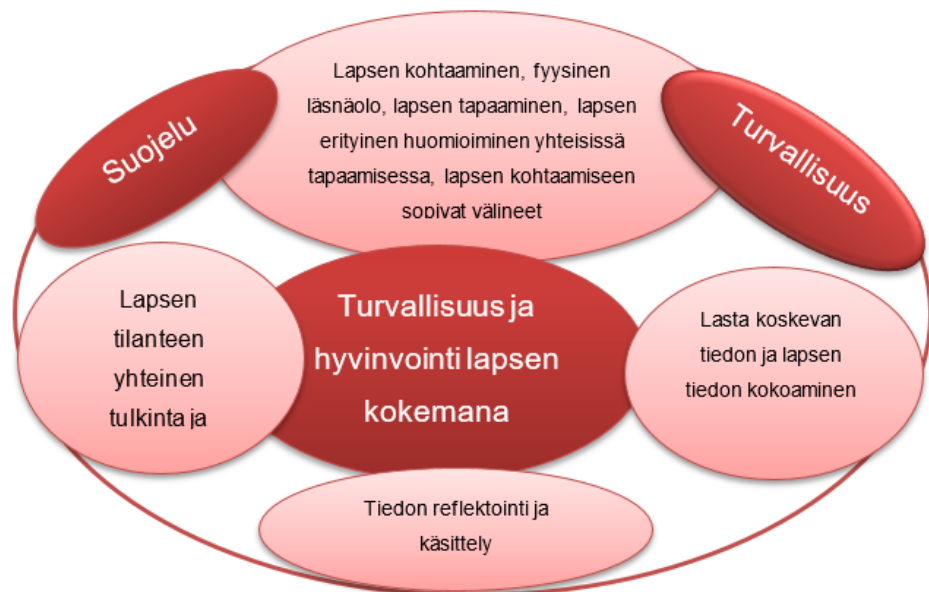 Lapsen kohtaaminen, fyysinen
läsnäolo, lapsen tapaaminen, lapsen
erityinen huomioiminen yhteisissä
tapaamisessa, lapsen kohtaamiseen
sopivat välineet
Suojelu
Turvallisuus
Turvallisuus ja
hyvinvointi lapsen
kokemana
Lapsen
tilanteen
yhteinen
tulkinta ja
Lasta koskevan
tiedon ja lapsen
tiedon kokoaminen
Tiedon reflektointi ja
käsittely